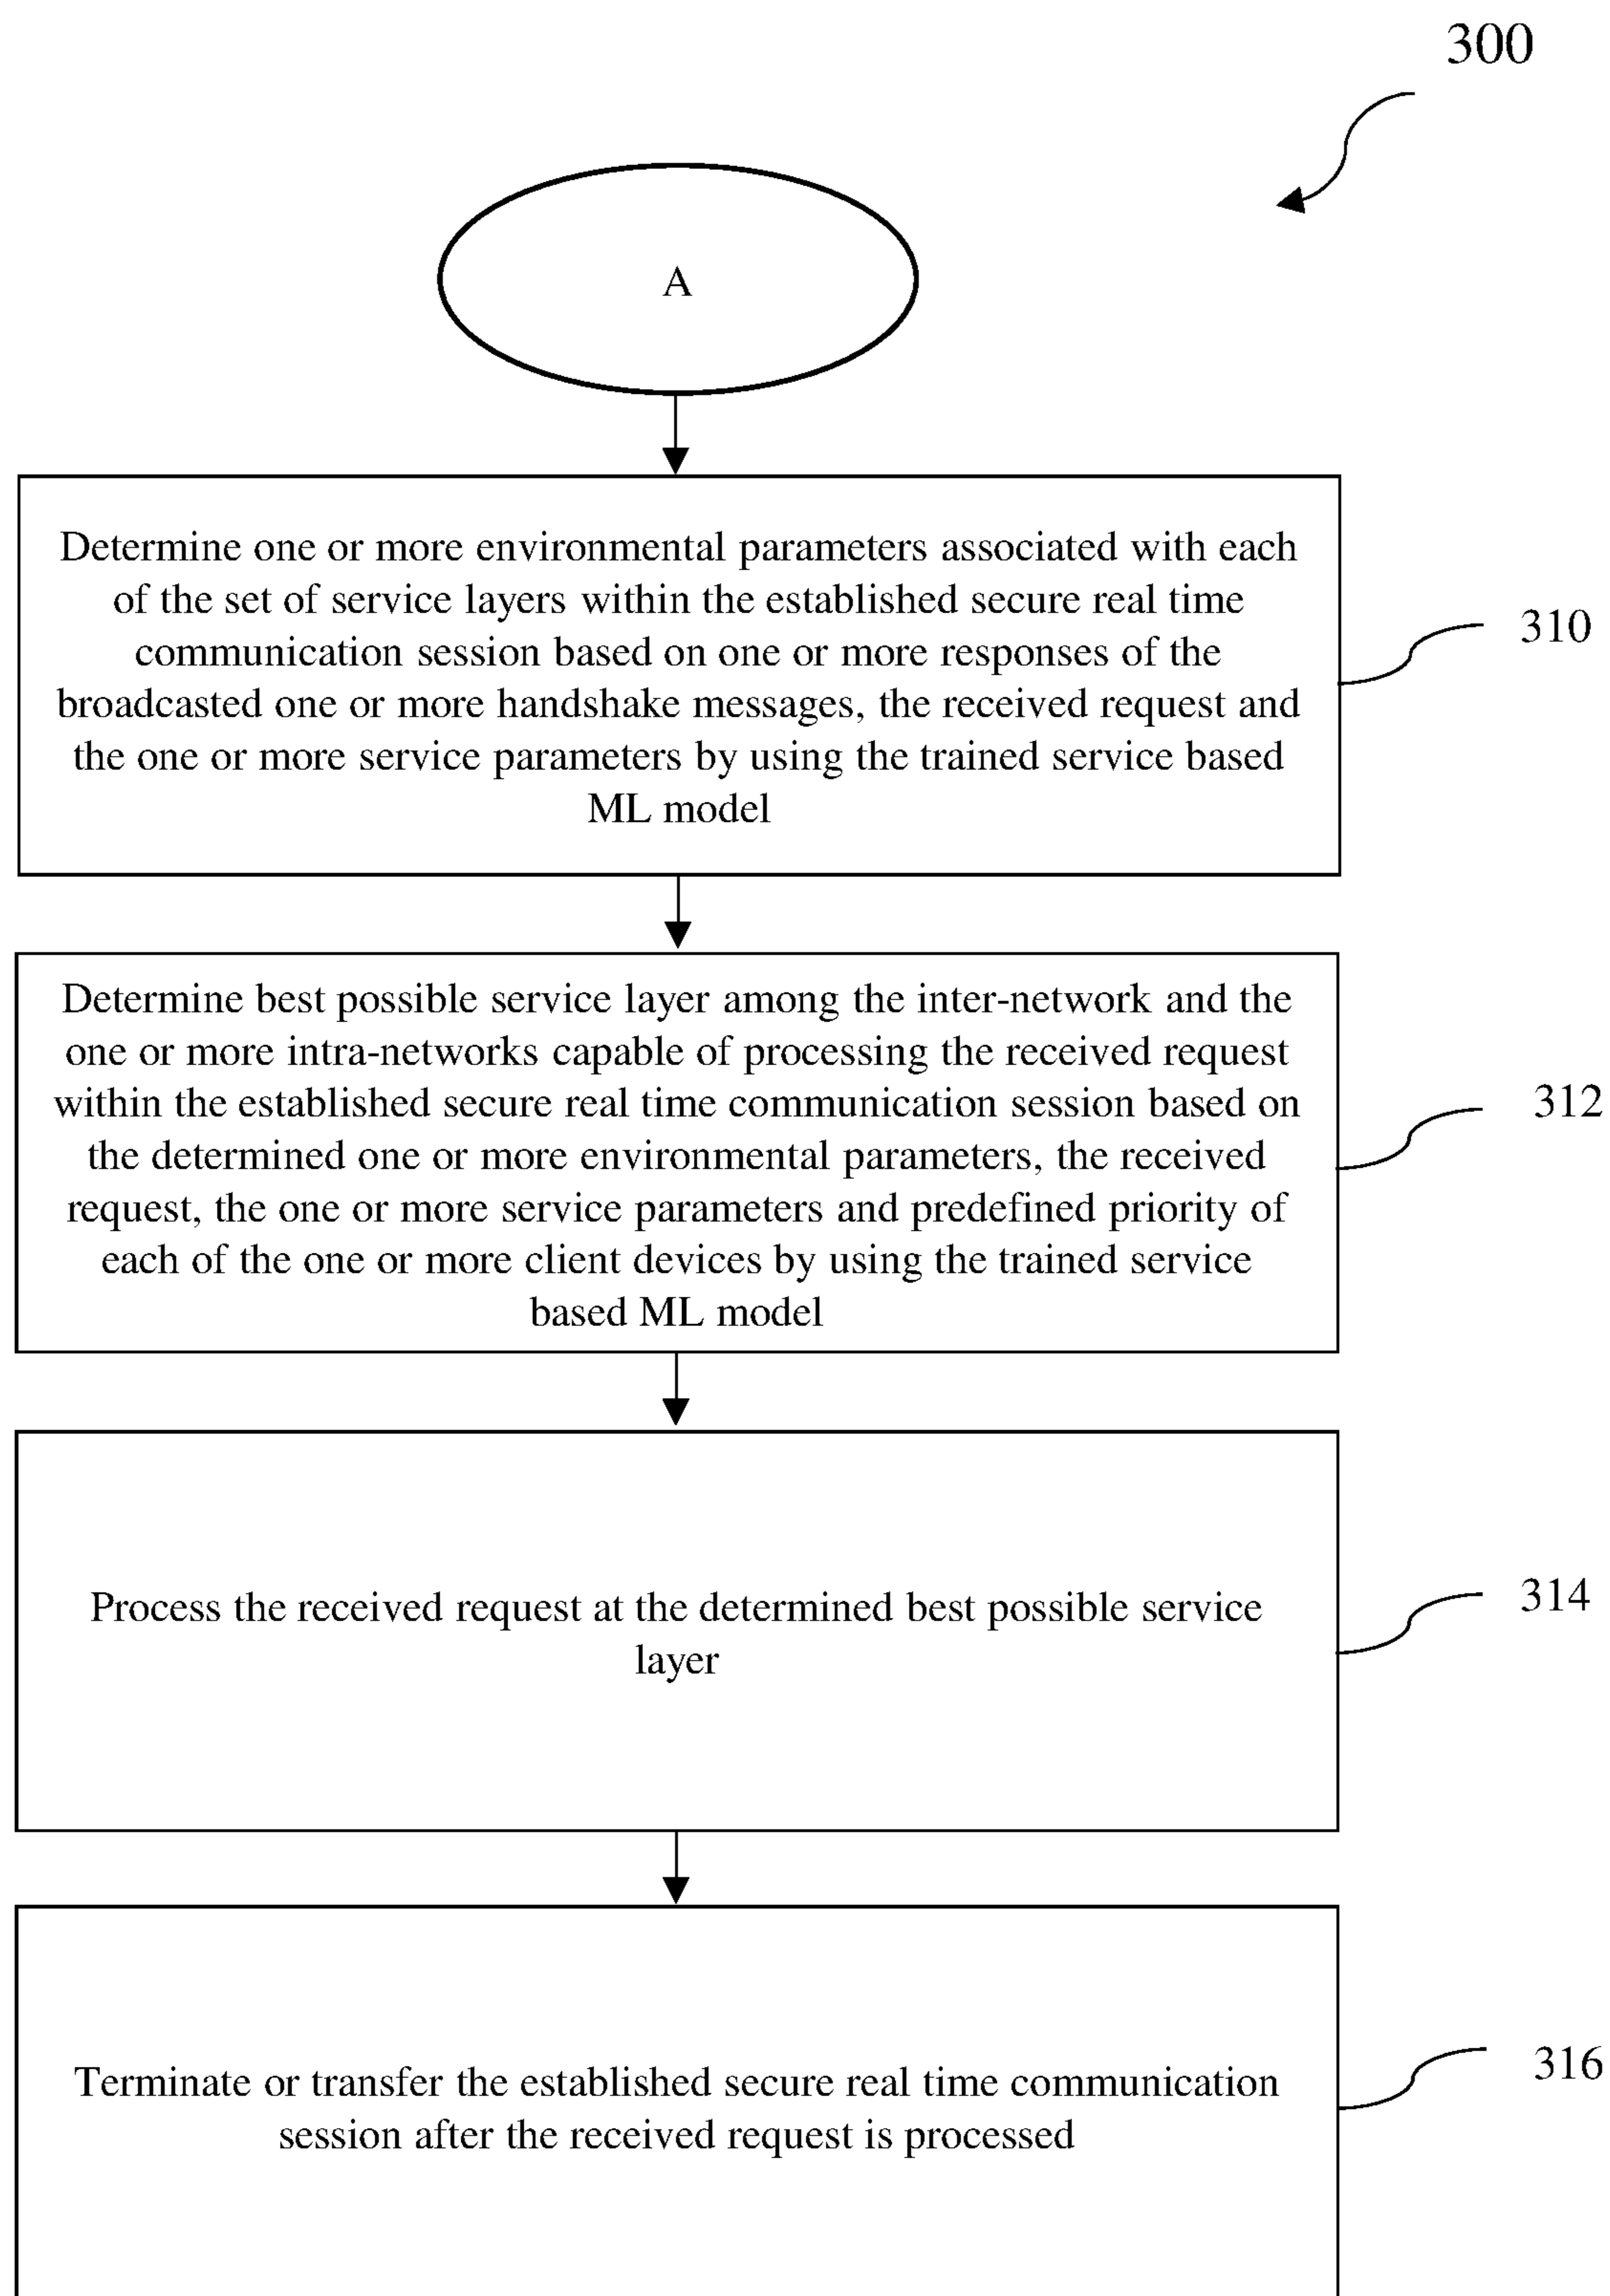 300
A
Determine one or more environmental parameters associated with each
of the set of service layers within the established secure real time
communication session based on one or more responses of the
broadcasted one or more handshake messages, the received request and
the one or more service parameters by using the trained service based
ML model
310
Determine best possible service layer among the inter-network and the
one or more intra-networks capable of processing the received request
within the established secure real time communication session based on
the determined one or more environmental parameters, the received
request, the one or more service parameters and predefined priority of
each of the one or more client devices by using the trained service
based ML model
312
Process the received request at the determined best possible service
layer
314
Terminate or transfer the established secure real time communication
session after the received request is processed
316